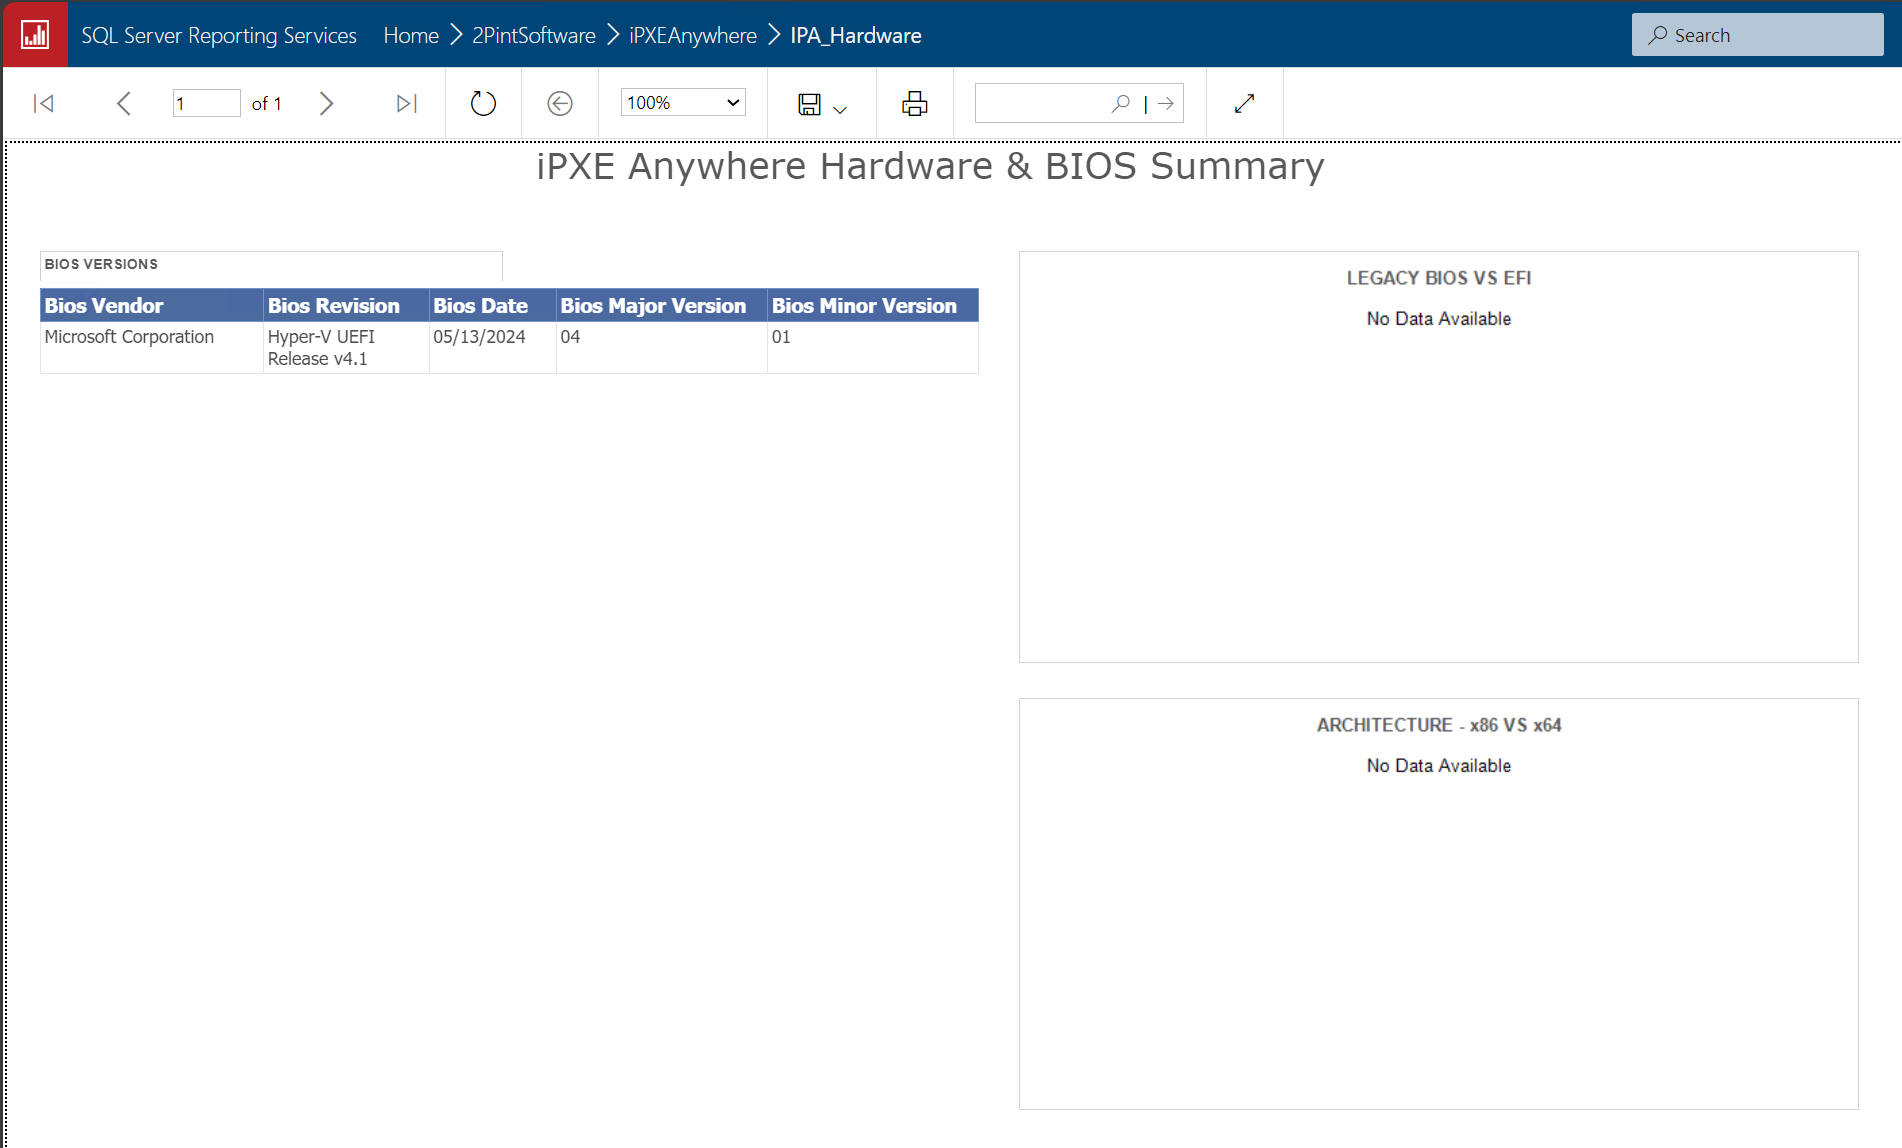 SQL Server Reporting Services Home 2PintSoftware iPXEAnywhere IPA_Hardware Search
1 of 1 100%
iPXE Anywhere Hardware & BIOS Summary
BIOS VERSIONS
Bios Vendor Bios Revision Bios Date Bios Major Version Bios Minor Version
Microsoft Corporation Hyper-V UEFI 05/13/2024 04 01
Release v4.1
LEGACY BIOS VS EFI
No Data Available
ARCHITECTURE - x86 VS x64
No Data Available